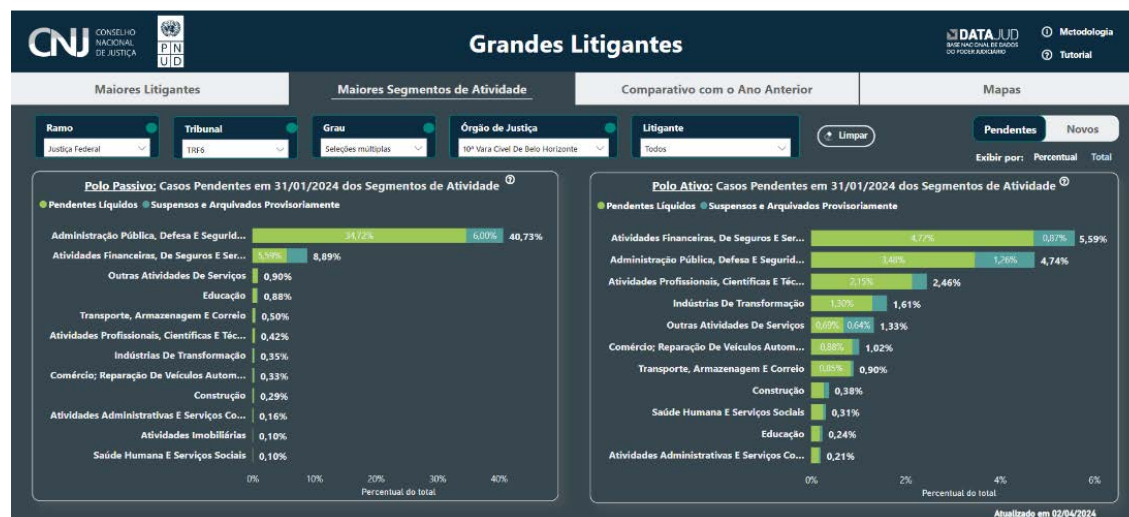 CNJ CONSELHO NACIONAL DE JUSTIÇA
PNUD
Grandes Litigantes
DATAJUD
BASE NACIONAL DE DADOS DO PODER JUDICIÁRIO
Metodologia
Tutorial
Maiores Litigantes
Maiores Segmentos de Atividade
Comparativo com o Ano Anterior
Mapas
Ramo
Justiça Federal
Tribunal
TRF6
Grau
Seleções múltiplas
Órgão de Justiça
10ª Vara Cível De Belo Horizonte
Litigante
Todos
Limpar
Pendentes Novos
Exibir por: Percentual Total
Polo Passivo: Casos Pendentes em 31/01/2024 dos Segmentos de Atividade
Pendentes Líquidos Suspensos e Arquivados Provisoriamente
Administração Pública, Defesa E Segurid... 34,72% 6,00% 40,73%
Atividades Financeiras, De Seguros E Ser... 5,59% 8,89%
Outras Atividades De Serviços 0,90%
Educação 0,88%
Transporte, Armazenagem E Correio 0,50%
Atividades Profissionais, Científicas E Téc... 0,42%
Indústrias De Transformação 0,35%
Comércio; Reparação De Veículos Autom... 0,33%
Construção 0,29%
Atividades Administrativas E Serviços Co... 0,16%
Atividades Imobiliárias 0,10%
Saúde Humana E Serviços Sociais 0,10%
0% 10% 20% 30% 40%
Percentual do total
Polo Ativo: Casos Pendentes em 31/01/2024 dos Segmentos de Atividade
Pendentes Líquidos Suspensos e Arquivados Provisoriamente
Atividades Financeiras, De Seguros E Ser... 0,87% 5,59%
Administração Pública, Defesa E Segurid... 3,48% 1,26% 4,74%
Atividades Profissionais, Científicas E Téc... 2,15% 2,46%
Indústrias De Transformação 1,30% 1,61%
Outras Atividades De Serviços 0,69% 0,64% 1,33%
Comércio; Reparação De Veículos Autom... 0,88% 1,02%
Transporte, Armazenagem E Correio 0,90%
Construção 0,38%
Saúde Humana E Serviços Sociais 0,31%
Educação 0,24%
Atividades Administrativas E Serviços Co... 0,21%
0% 2% 4% 6%
Percentual do total
Atualizado em 02/04/2024